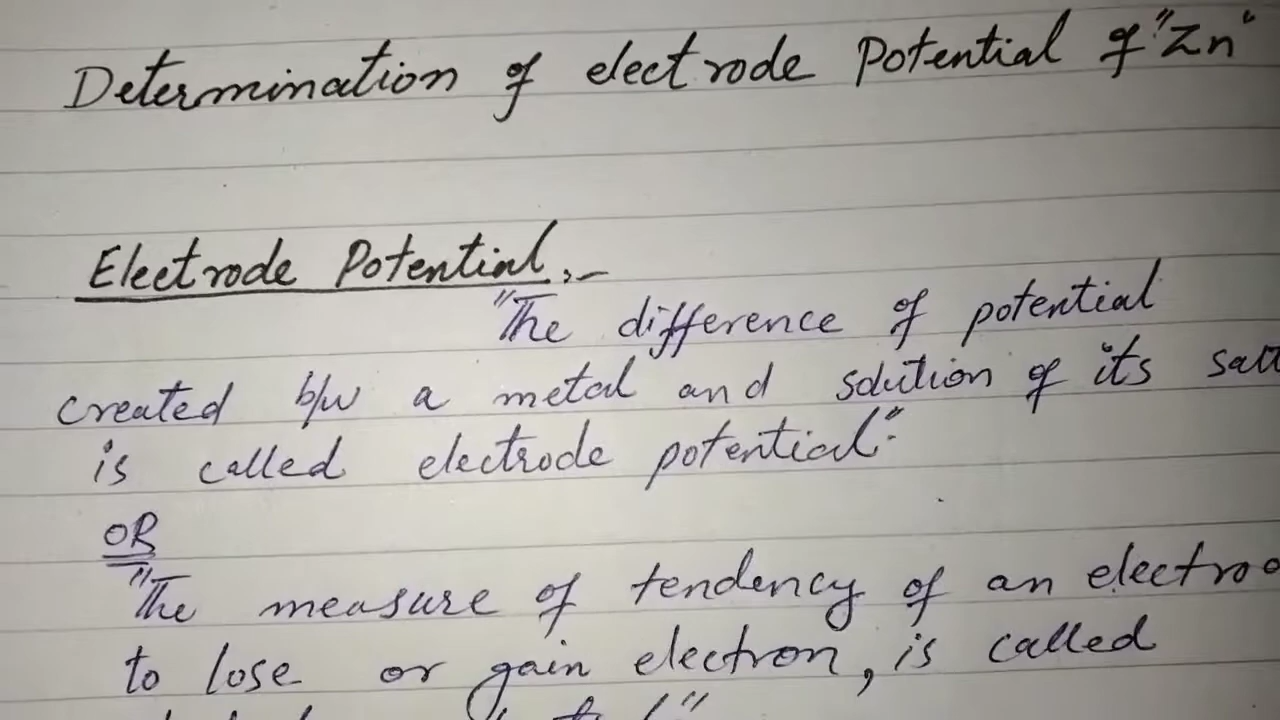 Determination of electrode Potential of "Zn"
Electrode Potential,-
"The difference of potential
created b/w a metal and solution of its salt
is called electrode potential".
OR
"The measure of tendency of an electro
to lose or gain electron, is called